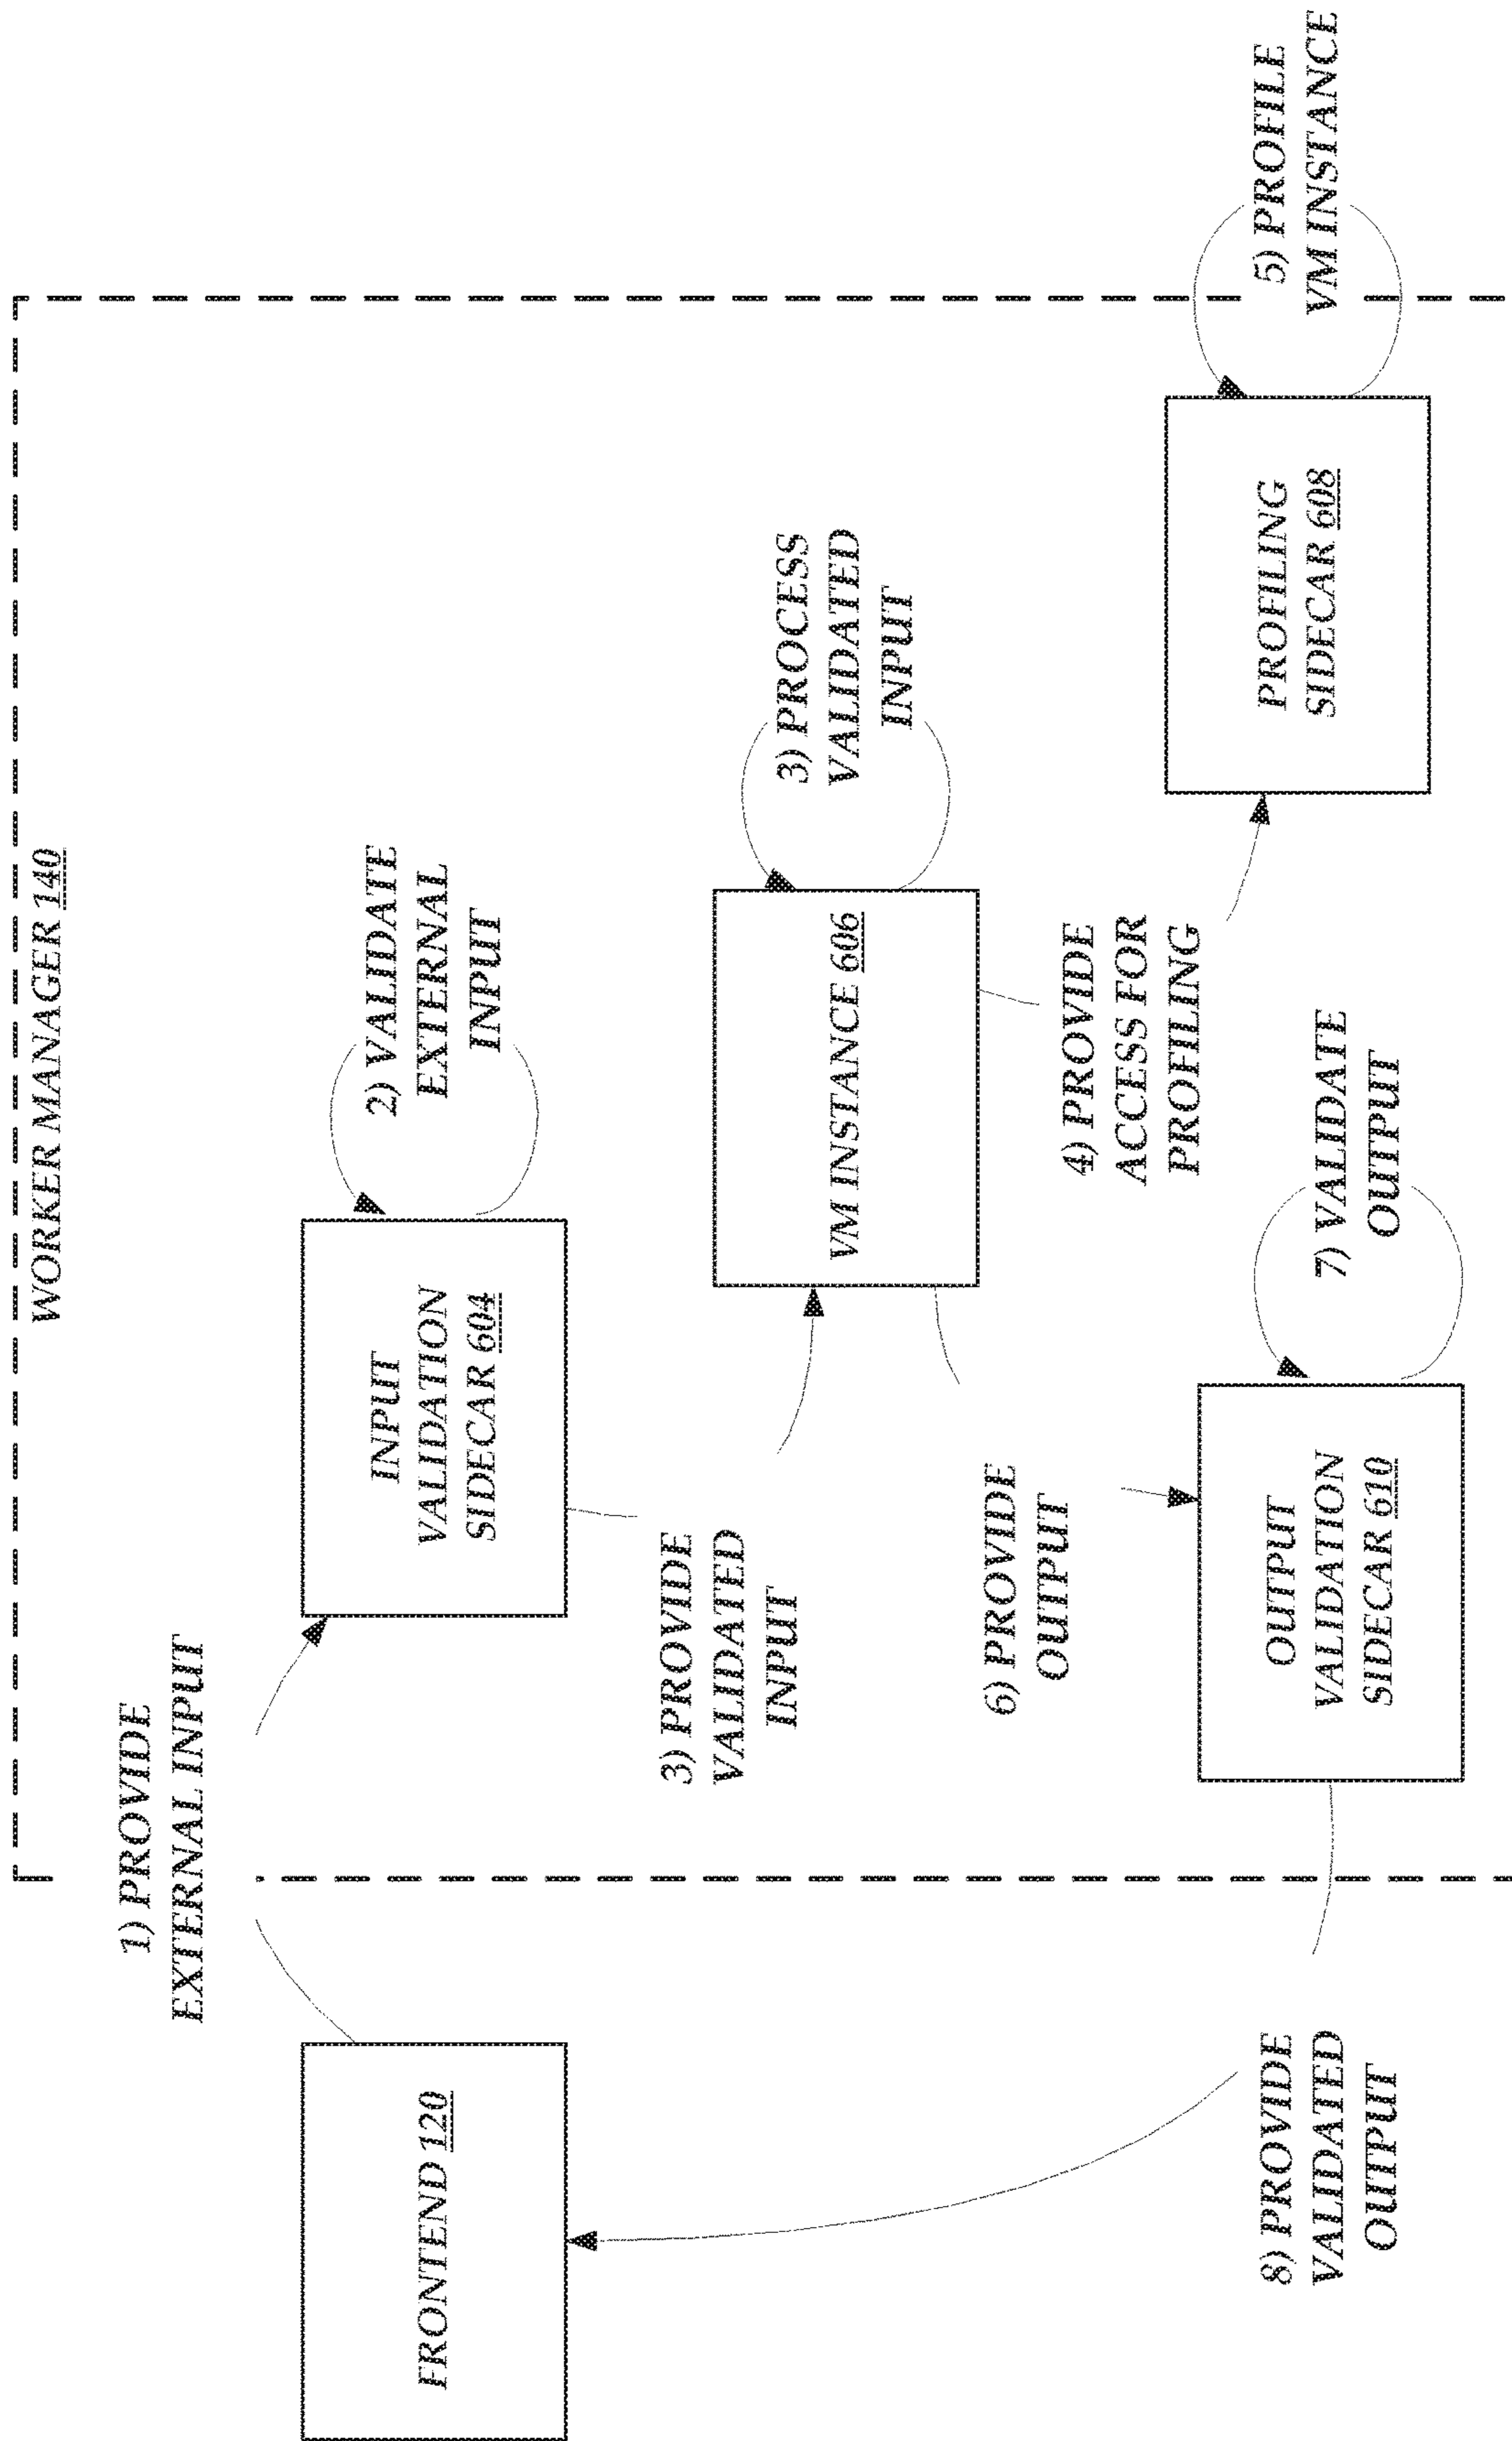 WORKER MANAGER 140
1) PROVIDE
EXTERNAL INPUT
2) VALIDATE
EXTERNAL
INPUT
INPUT
VALIDATION
SIDECAR 604
FRONTEND 120
3) PROVIDE
VALIDATED
INPUT
3) PROCESS
VALIDATED
INPUT
VM INSTANCE 606
4) PROVIDE
ACCESS FOR
PROFILING
5) PROFILE
VM INSTANCE
PROFILING
SIDECAR 608
6) PROVIDE
OUTPUT
7) VALIDATE
OUTPUT
OUTPUT
VALIDATION
SIDECAR 610
8) PROVIDE
VALIDATED
OUTPUT